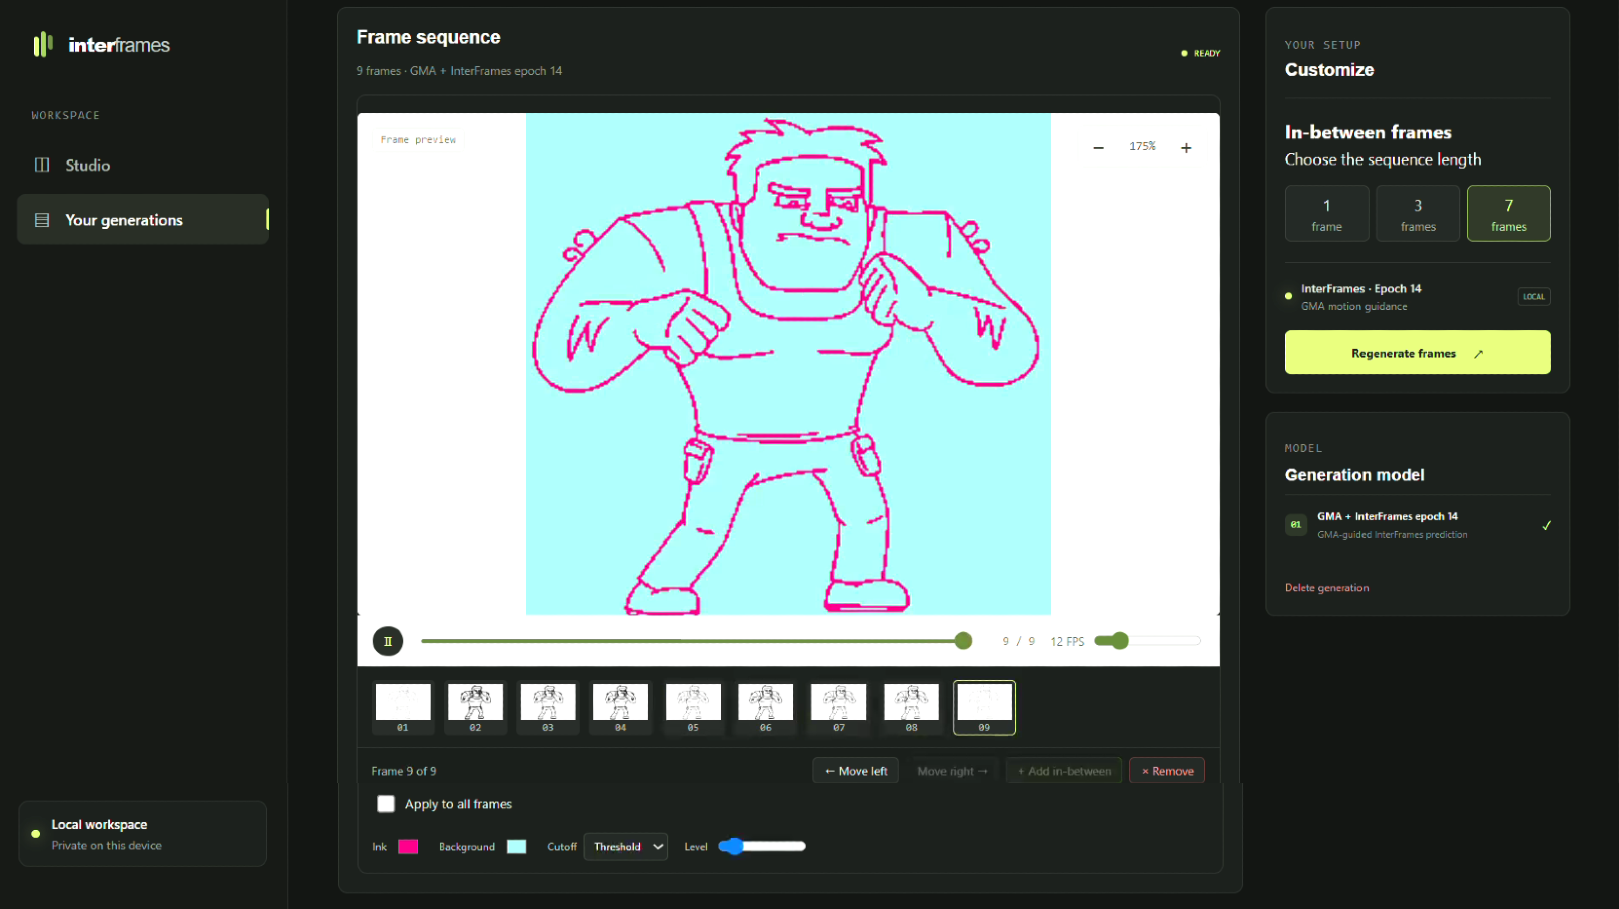 interframes
WORKSPACE
Studio
Your generations
Local workspace
Private on this device
Frame sequence
9 frames · GMA + InterFrames epoch 14
READY
Frame preview
− 175% +
9 / 9 12 FPS
01 02 03 04 05 06 07 08 09
Frame 9 of 9
← Move left
Move right →
+ Add in-between
× Remove
Apply to all frames
Ink
Background
Cutoff
Threshold
Level
YOUR SETUP
Customize
In-between frames
Choose the sequence length
1
frame
3
frames
7
frames
InterFrames · Epoch 14
GMA motion guidance
LOCAL
Regenerate frames ↗
MODEL
Generation model
01
GMA + InterFrames epoch 14
GMA-guided InterFrames prediction
✓
Delete generation